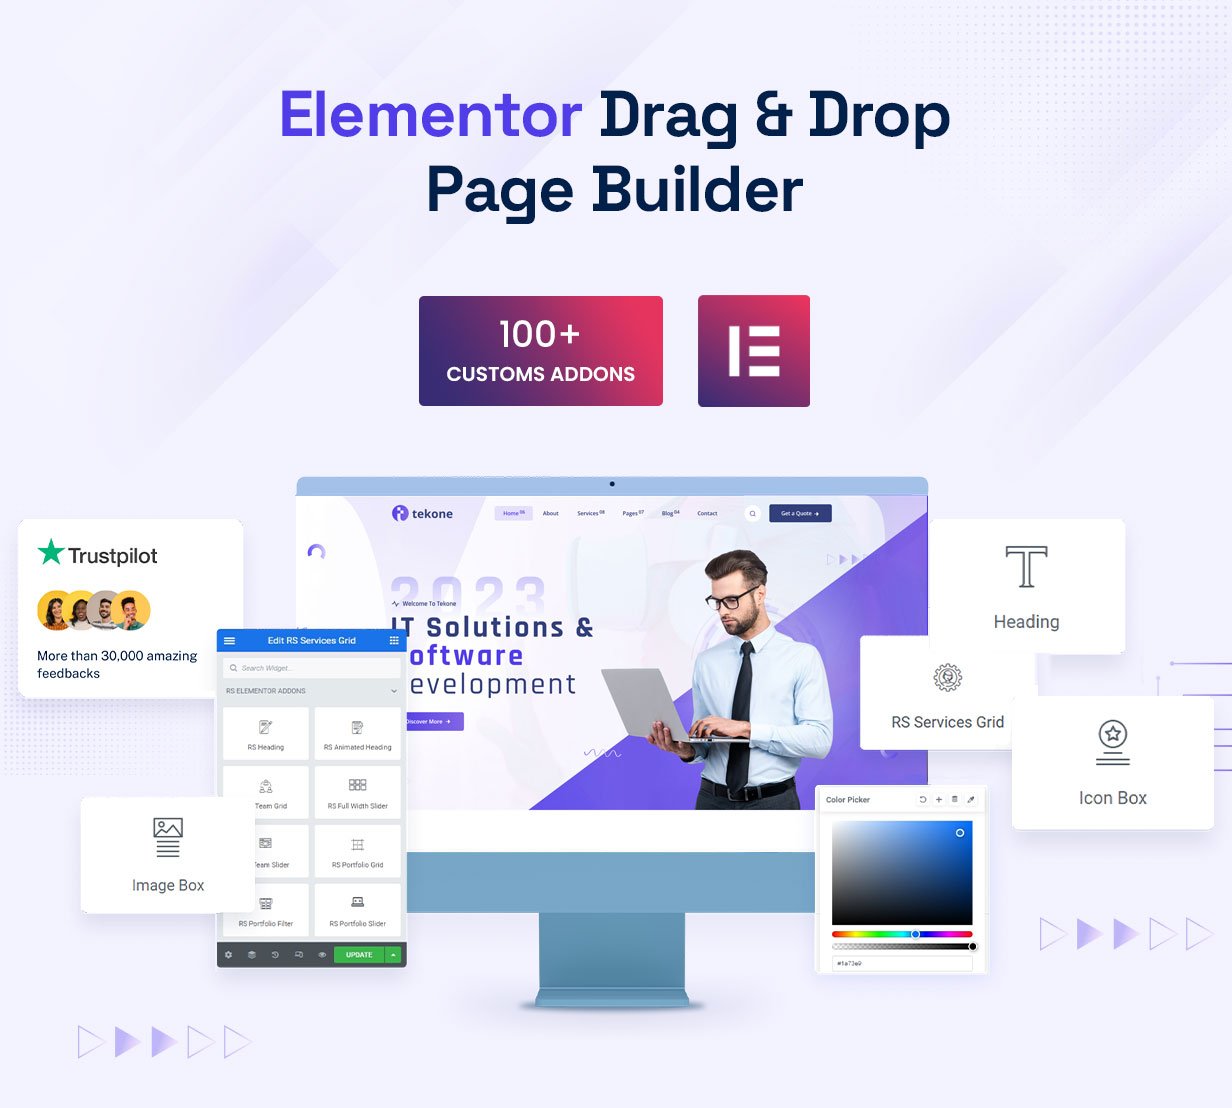 Elementor Drag & Drop
Page Builder
100+
CUSTOMS ADDONS
tekone
Home 06
About
Services 08
Pages 07
Blog 04
Contact
Get a Quote
Trustpilot
More than 30,000 amazing
feedbacks
2023
Welcome To Tekone
IT Solutions &
oftware
evelopment
Discover More
Edit RS Services Grid
Search Widget...
RS ELEMENTOR ADDONS
RS Heading
RS Animated Heading
Team Grid
RS Full Width Slider
Team Slider
RS Portfolio Grid
RS Portfolio Filter
RS Portfolio Slider
UPDATE
Image Box
Heading
RS Services Grid
Icon Box
Color Picker
#1a73e9